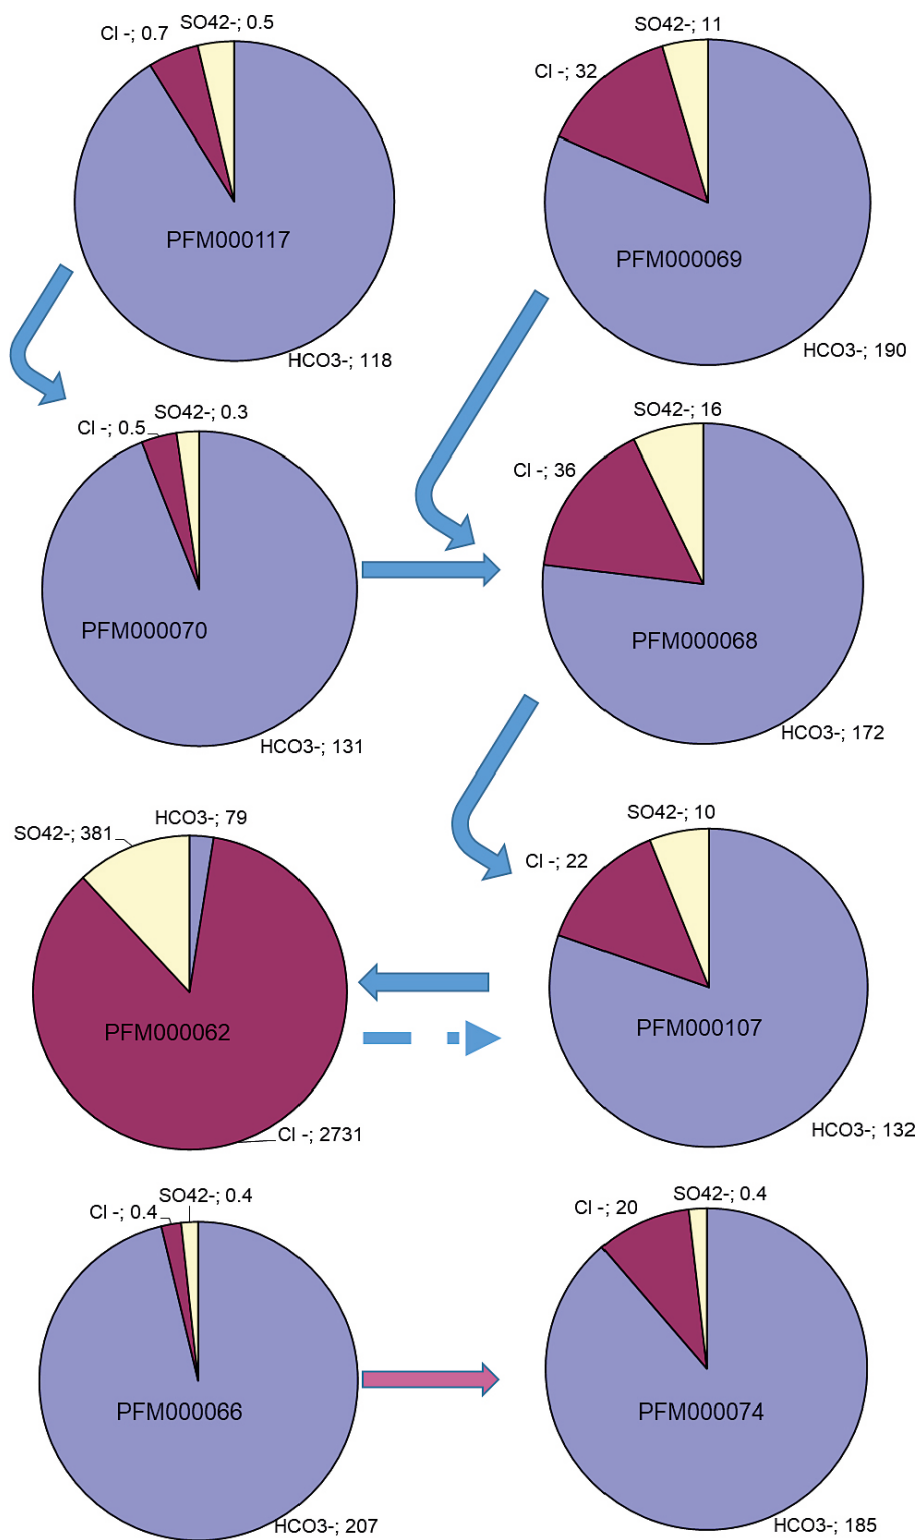 Cl -; 0.7
SO42-; 0.5
PFM000117
HCO3-; 118
SO42-; 11
Cl -; 32
PFM000069
HCO3-; 190
Cl -; 0.5
SO42-; 0.3
PFM000070
HCO3-; 131
SO42-; 16
Cl -; 36
PFM000068
HCO3-; 172
SO42-; 381
HCO3-; 79
PFM000062
Cl -; 2731
SO42-; 10
Cl -; 22
PFM000107
HCO3-; 132
Cl -; 0.4
SO42-; 0.4
PFM000066
HCO3-; 207
Cl -; 20
SO42-; 0.4
PFM000074
HCO3-; 185